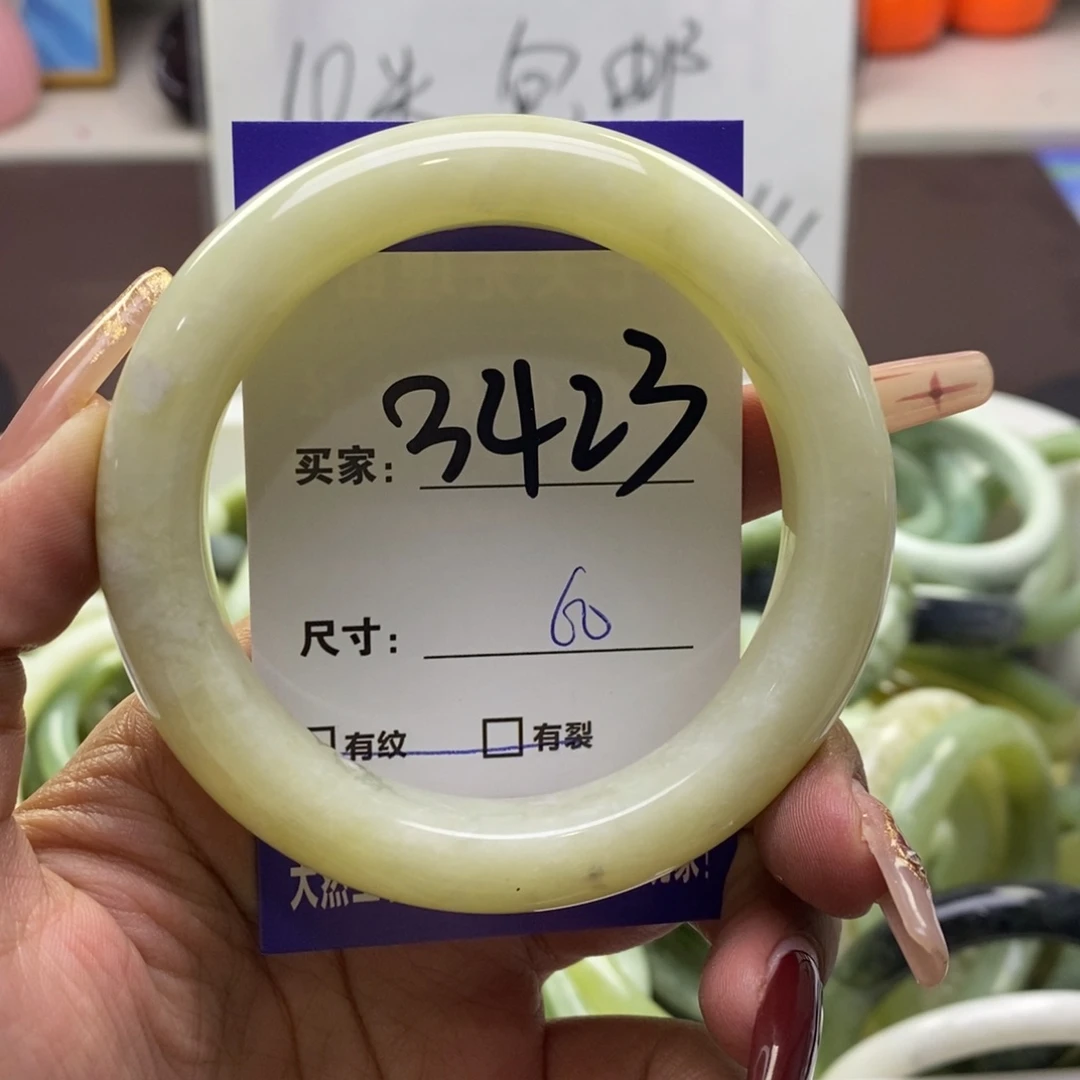 10米 包邮
买家: 3423
尺寸: 60
□有纹 □有裂